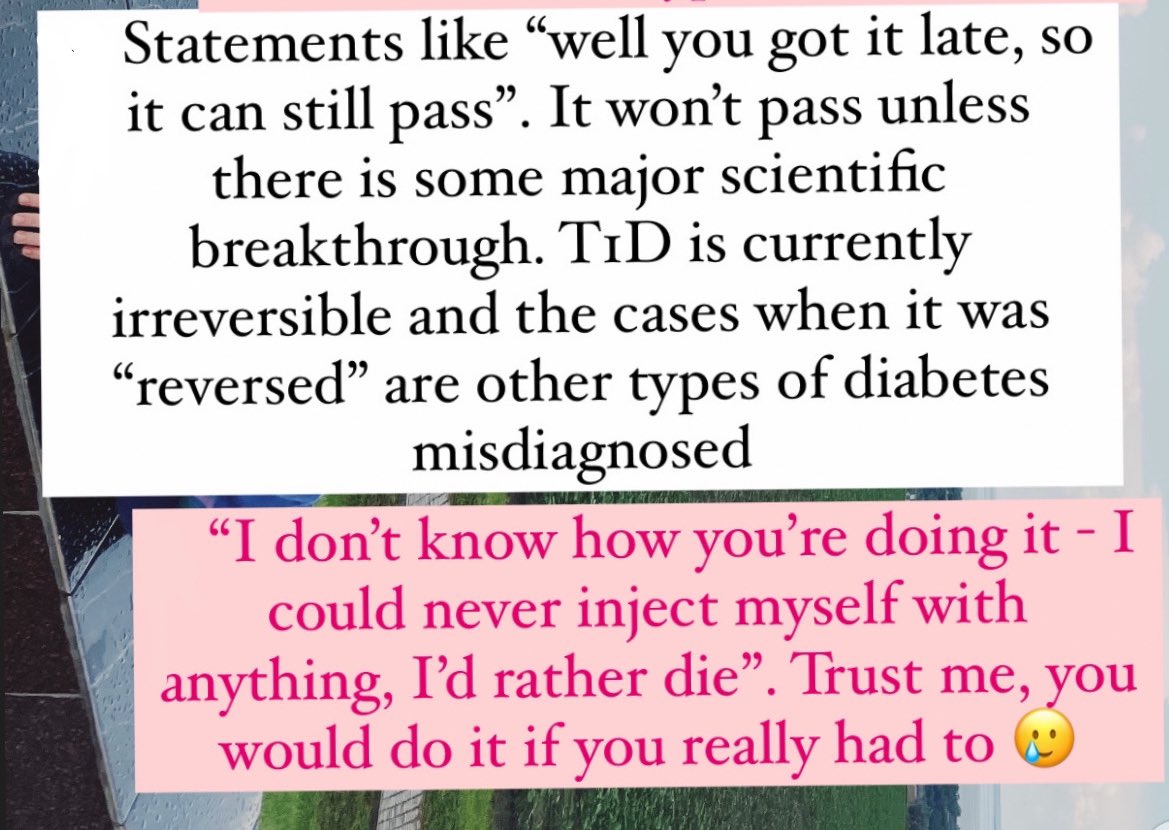 Statements like “well you got it late, so
it can still pass”. It won’t pass unless
there is some major scientific
breakthrough. T1D is currently
irreversible and the cases when it was
“reversed” are other types of diabetes
misdiagnosed
“I don’t know how you’re doing it - I
could never inject myself with
anything, I’d rather die”. Trust me, you
would do it if you really had to 🥲